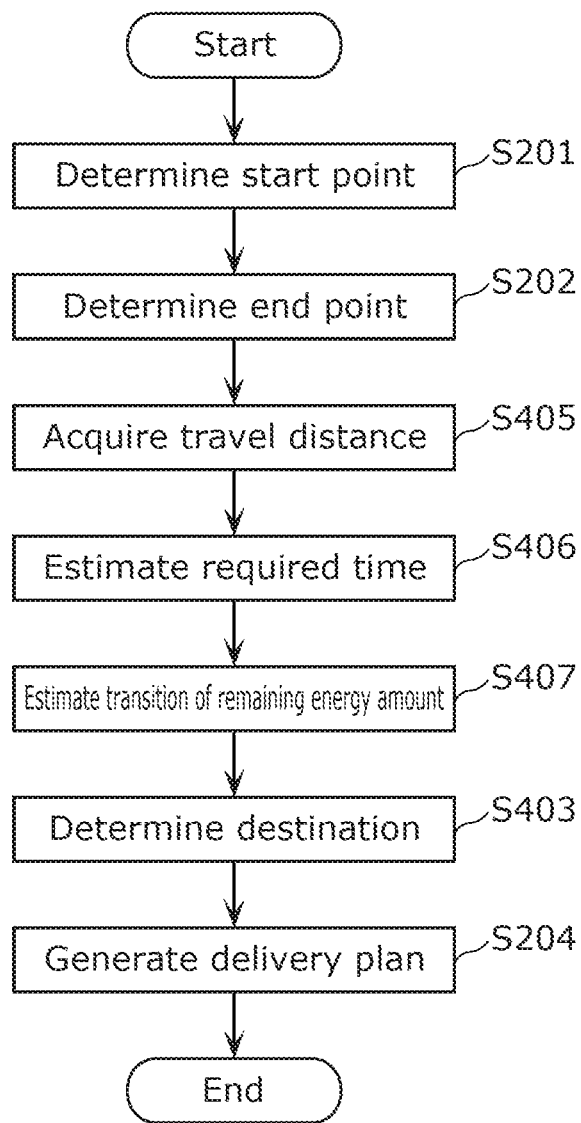 Start
Determine start point
S201
Determine end point
S202
Acquire travel distance
S405
Estimate required time
S406
Estimate transition of remaining energy amount
S407
Determine destination
S403
Generate delivery plan
S204
End